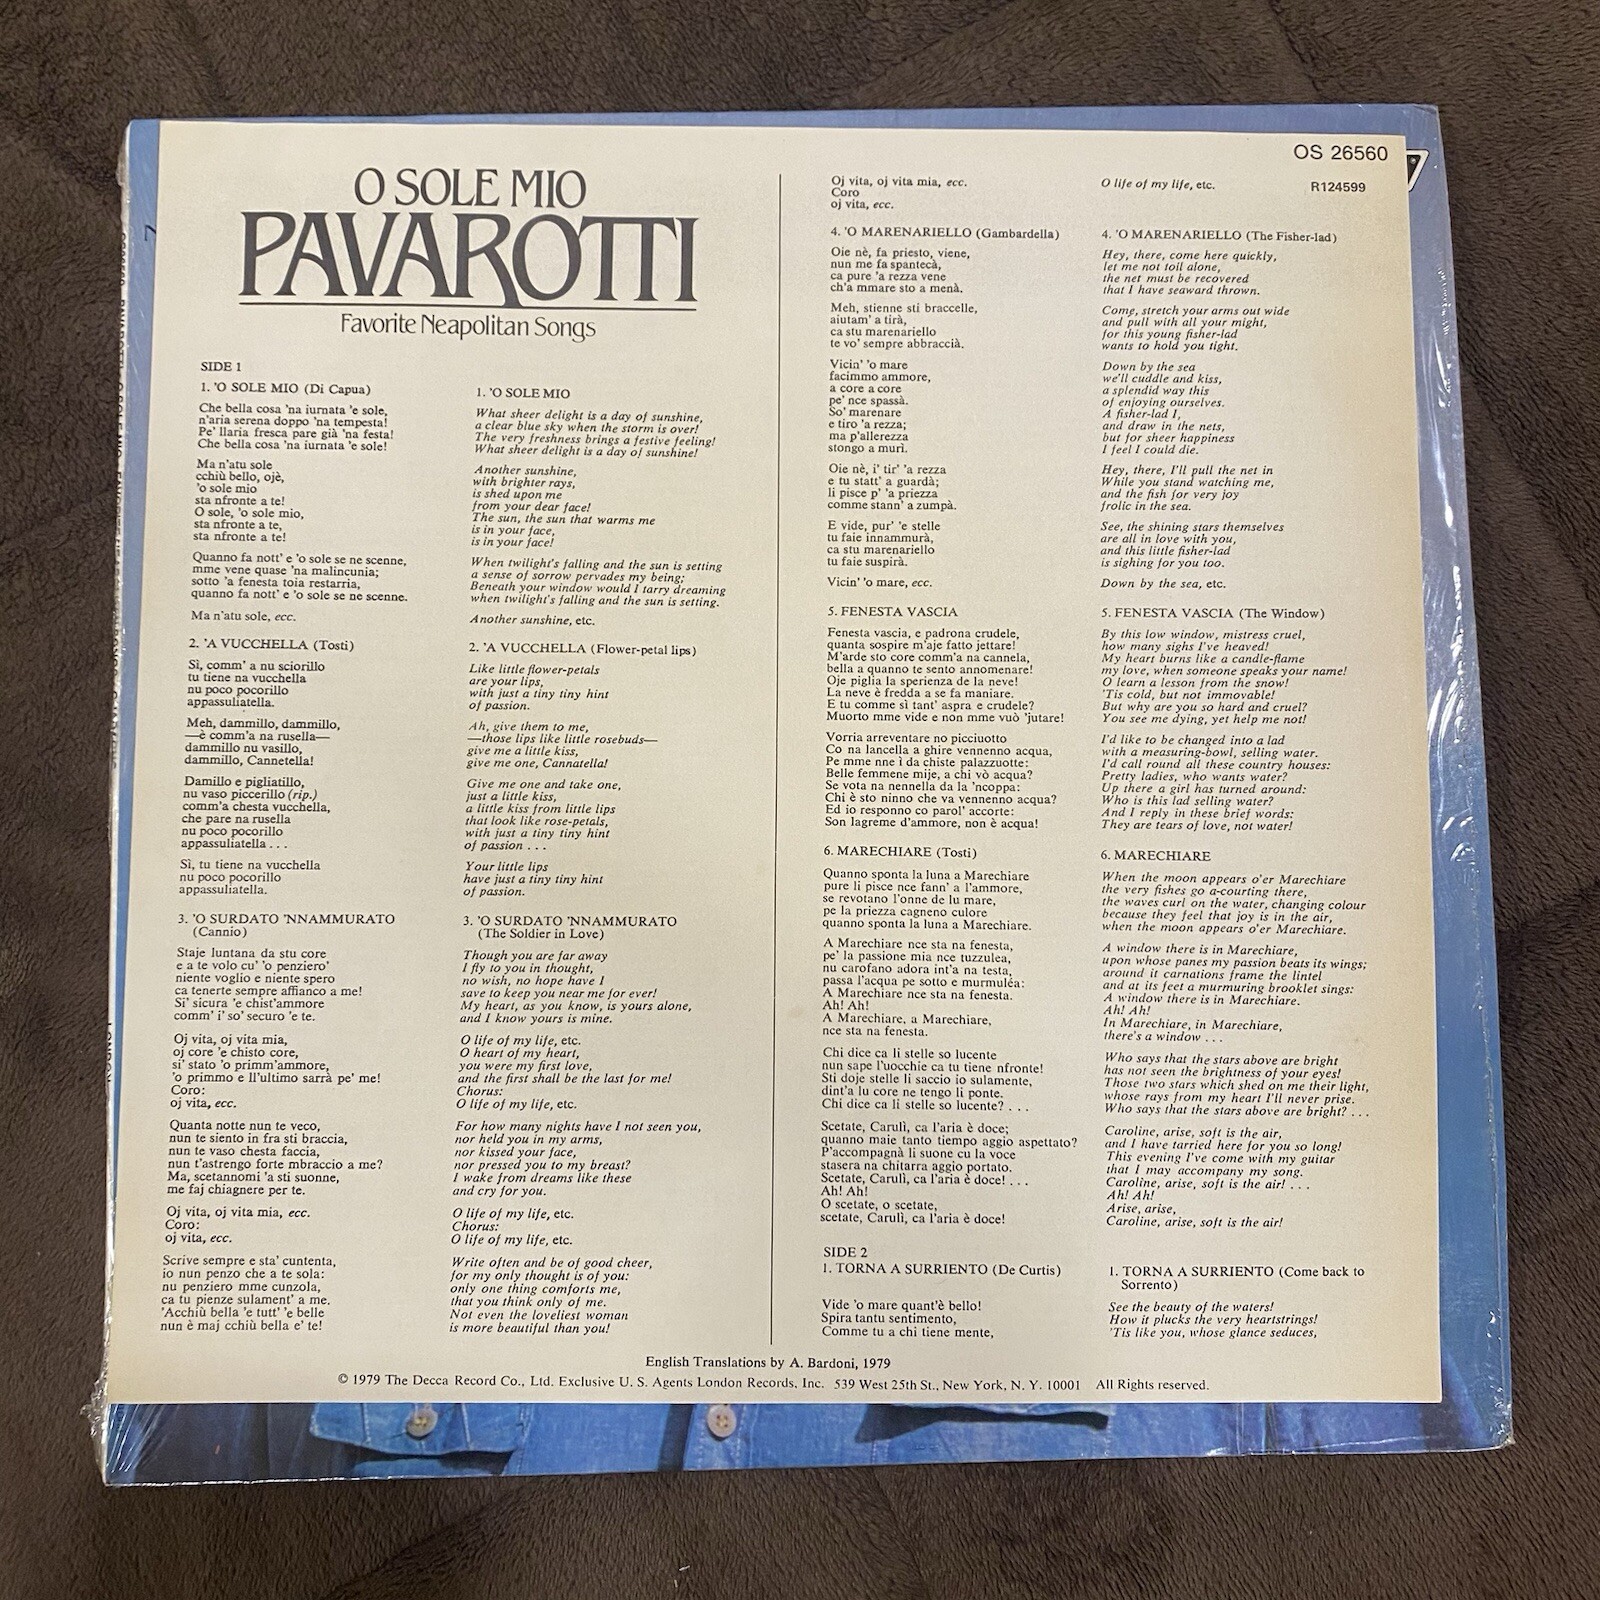 O SOLE MIO
PAVAROTTI
Favorite Neapolitan Songs
SIDE 1
1. 'O SOLE MIO (Di Capua)
Che bella cosa 'na iurnata 'e sole,
n'aria serena doppo 'na tempesta!
Pe' llaria fresca pare già 'na festa!
Che bella cosa 'na iurnata 'e sole!
Ma n'atu sole
cchiù bello, ojè,
'o sole mio
sta nfronte a te!
O sole, 'o sole mio,
sta nfronte a te,
sta nfronte a te!
Quanno fa nott' e 'o sole se ne scenne,
mme vene quase 'na malincunia;
sotto 'a fenesta toia restarria,
quanno fa nott' e 'o sole se ne scenne.
Ma n'atu sole, ecc.
2. 'A VUCCHELLA (Tosti)
Sì, comm' a nu sciorillo
tu tiene na vucchella
nu poco pocorillo
appassuliatella.
Meh, dammillo, dammillo,
—è comm'a na rusella—
dammillo nu vasillo,
dammillo, Cannetella!
Damillo e pigliatillo,
nu vaso piccerillo (rip.)
comm'a chesta vucchella,
che pare na rusella
nu poco pocorillo
appassuliatella . . .
Sì, tu tiene na vucchella
nu poco pocorillo
appassuliatella.
3. 'O SURDATO 'NNAMMURATO
(Cannio)
Staje luntana da stu core
e a te volo cu' 'o penziero'
niente voglio e niente spero
ca tenerte sempre affianco a me!
Si' sicura 'e chist'ammore
comm' i' so' securo 'e te.
Oj vita, oj vita mia,
oj core 'e chisto core,
si' stato 'o primm'ammore,
'o primmo e ll'ultimo sarrà pe' me!
Coro:
oj vita, ecc.
Quanta notte nun te veco,
nun te siento in fra sti braccia,
nun te vaso chesta faccia,
nun t'astrengo forte mbraccio a me?
Ma, scetannomi 'a sti suonne,
me faj chiagnere per te.
Oj vita, oj vita mia, ecc.
Coro:
oj vita, ecc.
Scrive sempre e sta' cuntenta,
io nun penzo che a te sola:
nu penziero mme cunzola,
ca tu pienze sulament' a me.
'Acchiù bella 'e tutt' 'e belle
nun è maj cchiù bella e' te!
1. 'O SOLE MIO
What sheer delight is a day of sunshine,
a clear blue sky when the storm is over!
The very freshness brings a festive feeling!
What sheer delight is a day of sunshine!
Another sunshine,
with brighter rays,
is shed upon me
from your dear face!
The sun, the sun that warms me
is in your face,
is in your face!
When twilight's falling and the sun is setting
a sense of sorrow pervades my being;
Beneath your window would I tarry dreaming
when twilight's falling and the sun is setting.
Another sunshine, etc.
2. 'A VUCCHELLA (Flower-petal lips)
Like little flower-petals
are your lips,
with just a tiny tiny hint
of passion.
Ah, give them to me,
—those lips like little rosebuds—
give me a little kiss,
give me one, Cannatella!
Give me one and take one,
just a little kiss,
a little kiss from little lips
that look like rose-petals,
with just a tiny tiny hint
of passion . . .
Your little lips
have just a tiny tiny hint
of passion.
3. 'O SURDATO 'NNAMMURATO
(The Soldier in Love)
Though you are far away
I fly to you in thought,
no wish, no hope have I
save to keep you near me for ever!
My heart, as you know, is yours alone,
and I know yours is mine.
O life of my life, etc.
O heart of my heart,
you were my first love,
and the first shall be the last for me!
Chorus:
O life of my life, etc.
For how many nights have I not seen you,
nor held you in my arms,
nor kissed your face,
nor pressed you to my breast?
I wake from dreams like these
and cry for you.
O life of my life, etc.
Chorus:
O life of my life, etc.
Write often and be of good cheer,
for my only thought is of you:
only one thing comforts me,
that you think only of me.
Not even the loveliest woman
is more beautiful than you!
OS 26560
R124599
Oj vita, oj vita mia, ecc.
Coro
oj vita, ecc.
4. 'O MARENARIELLO (Gambardella)
Oie nè, fa priesto, viene,
nun me fa spantecà,
ca pure 'a rezza vene
ch'a mmare sto a menà.
Meh, stienne sti braccelle,
aiutam' a tirà,
ca stu marenariello
te vo' sempre abbraccià.
Vicin' 'o mare
facimmo ammore,
a core a core
pe' nce spassà.
So' marenare
e tiro 'a rezza;
ma p'allerezza
stongo a murì.
Oie nè, i' tir' 'a rezza
e tu statt' a guardà;
li pisce p' 'a priezza
comme stann' a zumpà.
E vide, pur' 'e stelle
tu faie innammurà,
ca stu marenariello
tu faie suspirà.
Vicin' 'o mare, ecc.
5. FENESTA VASCIA
Fenesta vascia, e padrona crudele,
quanta sospire m'aje fatto jettare!
M'arde sto core comm'a na cannela,
bella a quanno te sento annomenare!
Oje piglia la sperienza de la neve!
La neve è fredda a se fa maniare.
E tu comme sì tant' aspra e crudele?
Muorto mme vide e non mme vuò 'jutare!
Vorria arreventare no picciuotto
Co na lancella a ghire vennenno acqua,
Pe mme nne ì da chiste palazzuotte:
Belle femmene mije, a chi vò acqua?
Se vota na nennella da la 'ncoppa:
Chi è sto ninno che va vennenno acqua?
Ed io responno co parol' accorte:
Son lagreme d'ammore, non è acqua!
6. MARECHIARE (Tosti)
Quanno sponta la luna a Marechiare
pure li pisce nce fann' a l'ammore,
se revotano l'onne de lu mare,
pe la priezza cagneno culore
quanno sponta la luna a Marechiare.
A Marechiare nce sta na fenesta,
pe' la passione mia nce tuzzulea,
nu carofano adora int'a na testa,
passa l'acqua pe sotto e murmuléa:
A Marechiare nce sta na fenesta.
Ah! Ah!
A Marechiare, a Marechiare,
nce sta na fenesta.
Chi dice ca li stelle so lucente
nun sape l'uocchie ca tu tiene nfronte!
Sti doje stelle li saccio io sulamente,
dint'a lu core ne tengo li ponte.
Chi dice ca li stelle so lucente? . . .
Scetate, Carulì, ca l'aria è doce;
quanno maie tanto tiempo aggio aspettato?
P'accompagnà li suone cu la voce
stasera na chitarra aggio portato.
Scetate, Carulì, ca l'aria è doce! . . .
Ah! Ah!
O scetate, o scetate,
scetate, Carulì, ca l'aria è doce!
SIDE 2
1. TORNA A SURRIENTO (De Curtis)
Vide 'o mare quant'è bello!
Spira tantu sentimento,
Comme tu a chi tiene mente,
O life of my life, etc.
4. 'O MARENARIELLO (The Fisher-lad)
Hey, there, come here quickly,
let me not toil alone,
the net must be recovered
that I have seaward thrown.
Come, stretch your arms out wide
and pull with all your might,
for this young fisher-lad
wants to hold you tight.
Down by the sea
we'll cuddle and kiss,
a splendid way this
of enjoying ourselves.
A fisher-lad I,
and draw in the nets,
but for sheer happiness
I feel I could die.
Hey, there, I'll pull the net in
While you stand watching me,
and the fish for very joy
frolic in the sea.
See, the shining stars themselves
are all in love with you,
and this little fisher-lad
is sighing for you too.
Down by the sea, etc.
5. FENESTA VASCIA (The Window)
By this low window, mistress cruel,
how many sighs I've heaved!
My heart burns like a candle-flame
my love, when someone speaks your name!
O learn a lesson from the snow!
'Tis cold, but not immovable!
But why are you so hard and cruel?
You see me dying, yet help me not!
I'd like to be changed into a lad
with a measuring-bowl, selling water.
I'd call round all these country houses:
Pretty ladies, who wants water?
Up there a girl has turned around:
Who is this lad selling water?
And I reply in these brief words:
They are tears of love, not water!
6. MARECHIARE
When the moon appears o'er Marechiare
the very fishes go a-courting there,
the waves curl on the water, changing colour
because they feel that joy is in the air,
when the moon appears o'er Marechiare.
A window there is in Marechiare,
upon whose panes my passion beats its wings;
around it carnations frame the lintel
and at its feet a murmuring brooklet sings:
A window there is in Marechiare.
Ah! Ah!
In Marechiare, in Marechiare,
there's a window . . .
Who says that the stars above are bright
has not seen the brightness of your eyes!
Those two stars which shed on me their light,
whose rays from my heart I'll never prise.
Who says that the stars above are bright? . . .
Caroline, arise, soft is the air,
and I have tarried here for you so long!
This evening I've come with my guitar
that I may accompany my song.
Caroline, arise, soft is the air! . . .
Ah! Ah!
Arise, arise,
Caroline, arise, soft is the air!
1. TORNA A SURRIENTO (Come back to
Sorrento)
See the beauty of the waters!
How it plucks the very heartstrings!
'Tis like you, whose glance seduces,
English Translations by A. Bardoni, 1979
© 1979 The Decca Record Co., Ltd. Exclusive U. S. Agents London Records, Inc. 539 West 25th St., New York, N. Y. 10001 All Rights reserved.